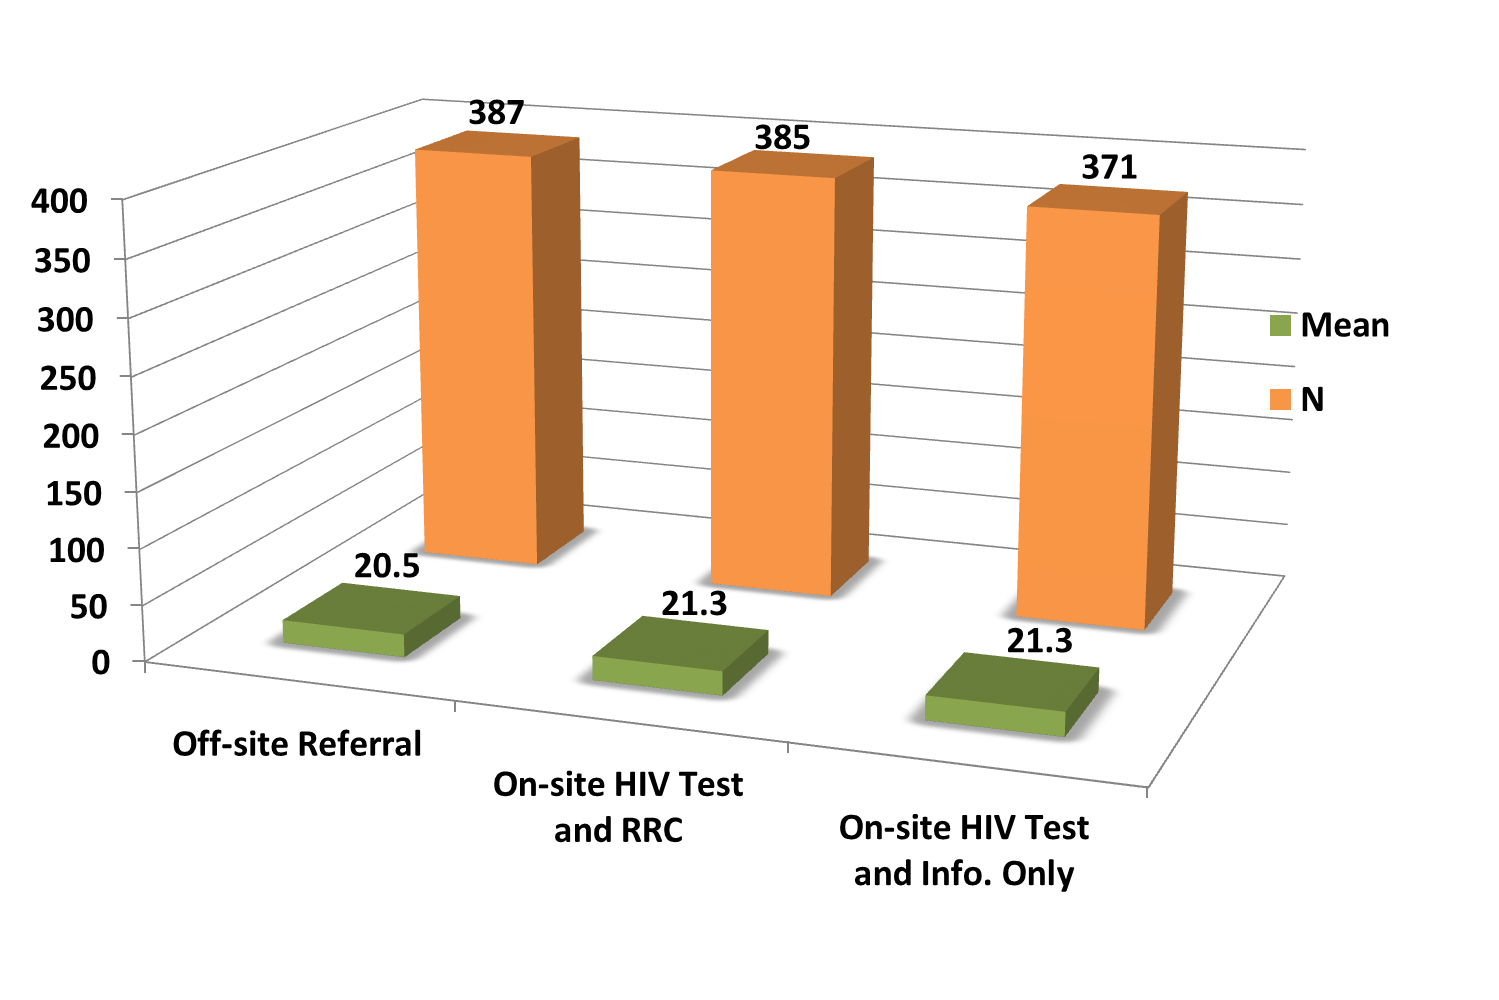 387
385
371
400
350
300
250
200
150
100
50
0
20.5
21.3
21.3
Mean
N
Off-site Referral
On-site HIV Test
and RRC
On-site HIV Test
and Info. Only